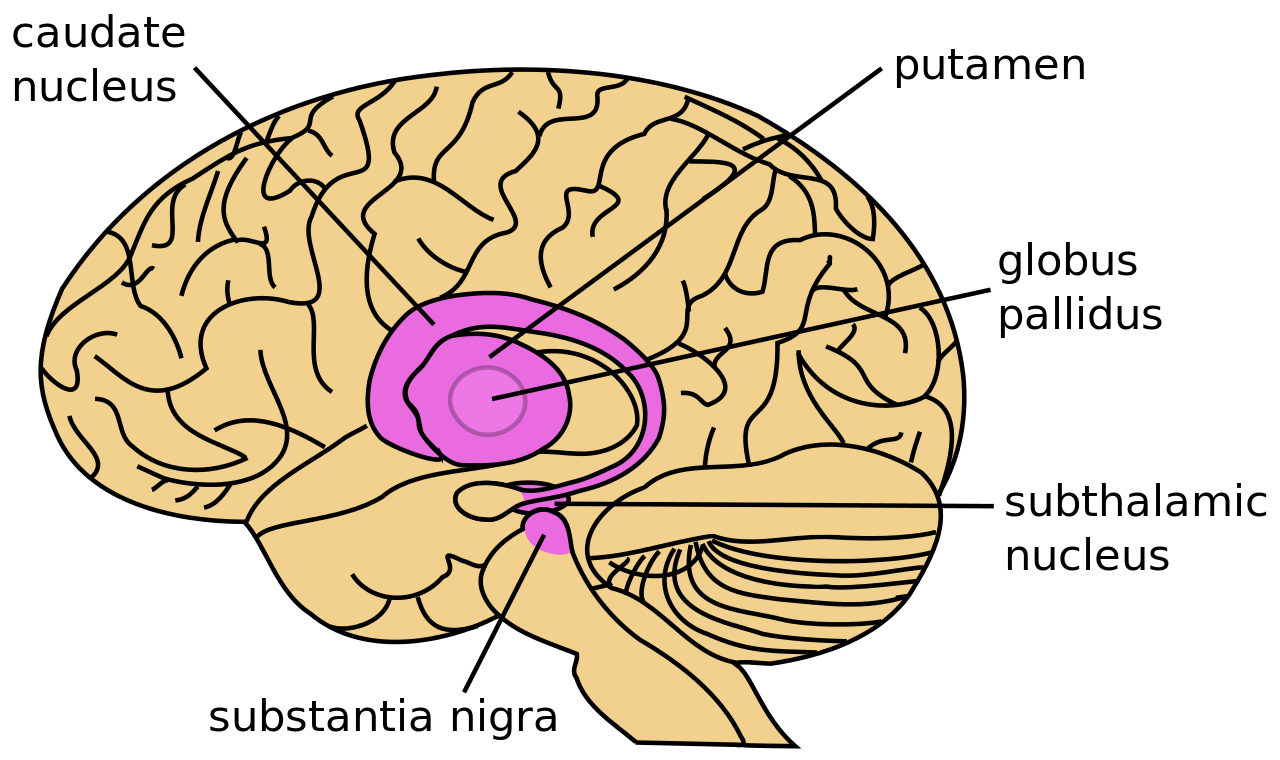 caudate
nucleus
putamen
globus
pallidus
subthalamic
nucleus
substantia nigra